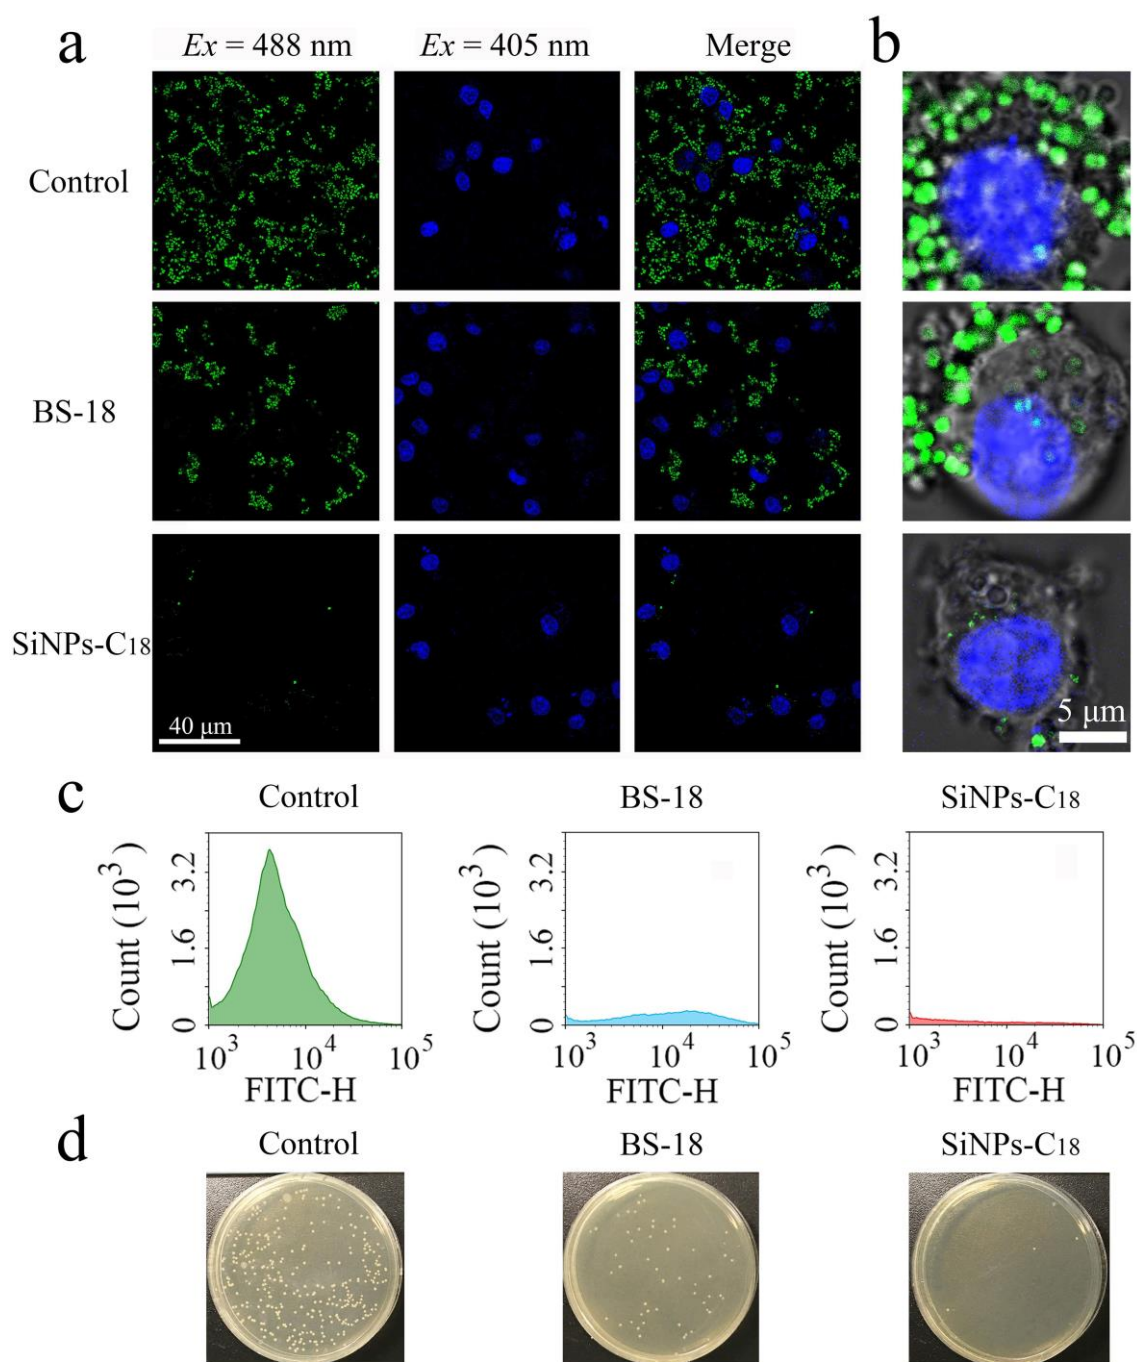 a
b
Ex = 488 nm
Ex = 405 nm
Merge
Control
BS-18
SiNPs-C18
40 μm
5 μm
c
Control
BS-18
SiNPs-C18
Count (10³)
3.2
1.6
0
10³
10⁴
10⁵
FITC-H
Count (10³)
3.2
1.6
0
10³
10⁴
10⁵
FITC-H
Count (10³)
3.2
1.6
0
10³
10⁴
10⁵
FITC-H
d
Control
BS-18
SiNPs-C18